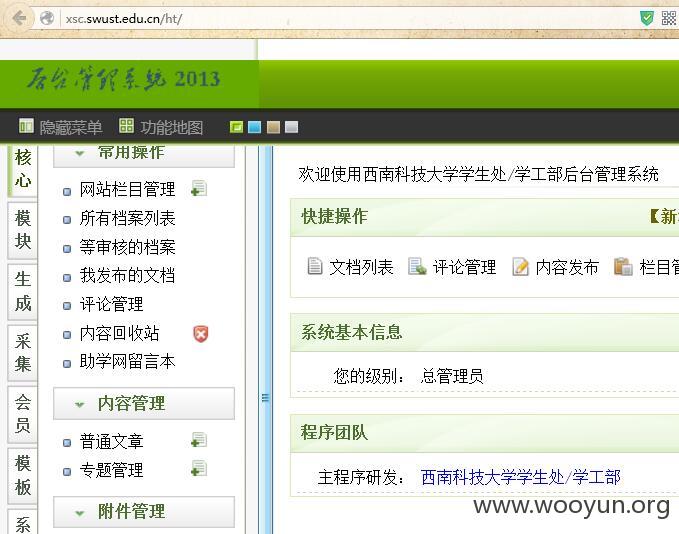 xsc.swust.edu.cn/ht/
后台管理系统 2013
隐藏菜单 功能地图
核心
模块
生成
采集
会员
模板
系
常用操作
网站栏目管理
所有档案列表
等审核的档案
我发布的文档
评论管理
内容回收站
助学网留言本
内容管理
普通文章
专题管理
附件管理
欢迎使用西南科技大学学生处/学工部后台管理系统
快捷操作 【新
文档列表 评论管理 内容发布 栏目管
系统基本信息
您的级别: 总管理员
程序团队
主程序研发: 西南科技大学学生处/学工部
www.wooyun.org